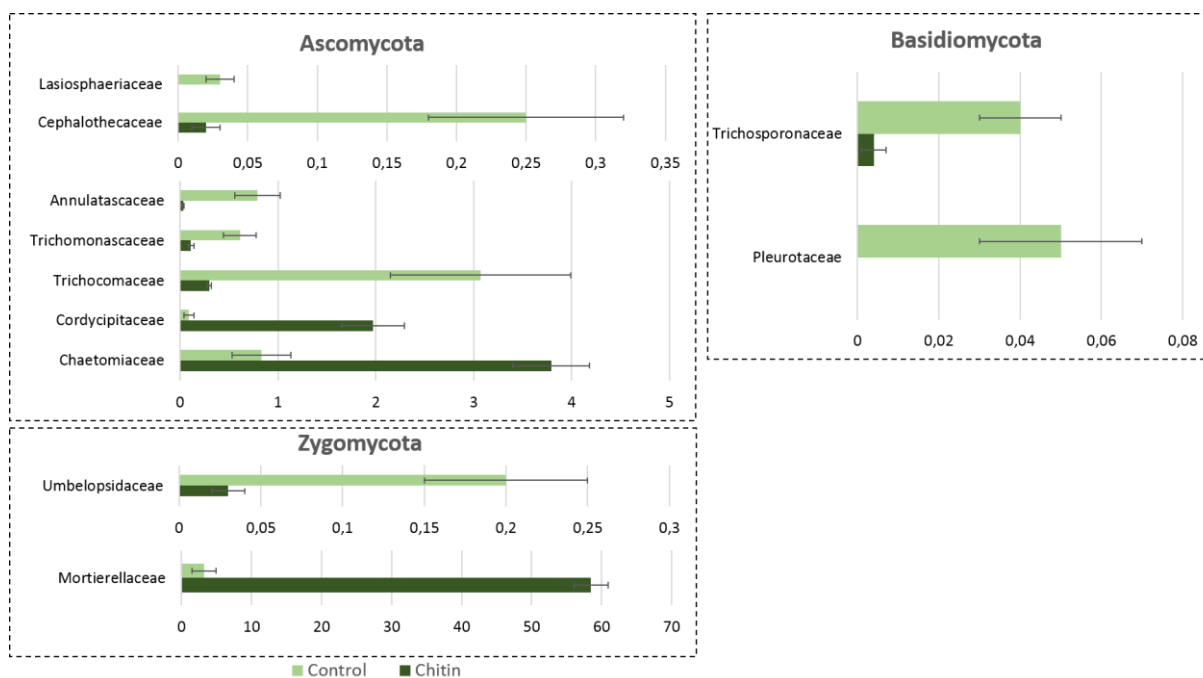 Ascomycota
Lasiosphaeriaceae
Cephalothecaceae
0 0,05 0,1 0,15 0,2 0,25 0,3 0,35
Annulatascaceae
Trichomonascaceae
Trichocomaceae
Cordycipitaceae
Chaetomiaceae
0 1 2 3 4 5
Zygomycota
Umbelopsidaceae
0 0,05 0,1 0,15 0,2 0,25 0,3
Mortierellaceae
0 10 20 30 40 50 60 70
Control Chitin
Basidiomycota
Trichosporonaceae
Pleurotaceae
0 0,02 0,04 0,06 0,08